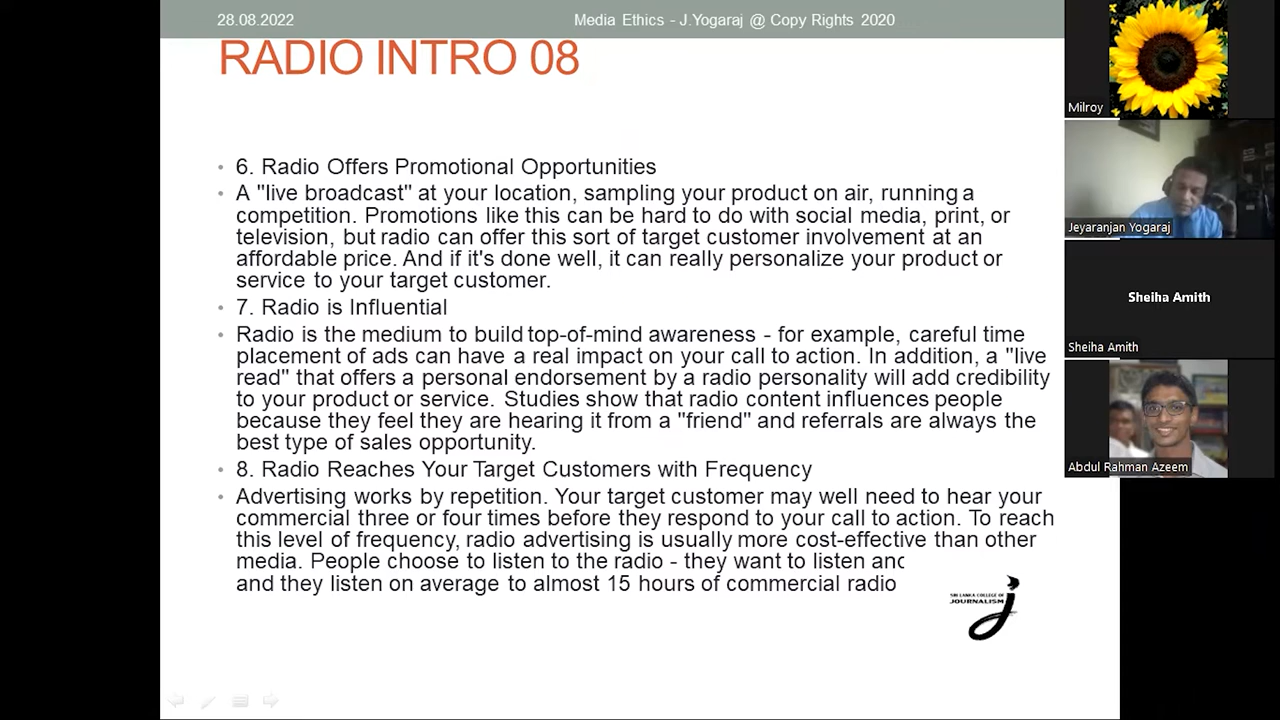 28.08.2022
Media Ethics - J.Yogaraj @ Copy Rights 2020
RADIO INTRO 08
• 6. Radio Offers Promotional Opportunities
• A "live broadcast" at your location, sampling your product on air, running a
competition. Promotions like this can be hard to do with social media, print, or
television, but radio can offer this sort of target customer involvement at an
affordable price. And if it's done well, it can really personalize your product or
service to your target customer.
• 7. Radio is Influential
• Radio is the medium to build top-of-mind awareness - for example, careful time
placement of ads can have a real impact on your call to action. In addition, a "live
read" that offers a personal endorsement by a radio personality will add credibility
to your product or service. Studies show that radio content influences people
because they feel they are hearing it from a "friend" and referrals are always the
best type of sales opportunity.
• 8. Radio Reaches Your Target Customers with Frequency
• Advertising works by repetition. Your target customer may well need to hear your
commercial three or four times before they respond to your call to action. To reach
this level of frequency, radio advertising is usually more cost-effective than other
media. People choose to listen to the radio - they want to listen
and they listen on average to almost 15 hours of commercial radio
SRI LANKA COLLEGE OF
JOURNALISM
Milroy
Jeyaranjan Yogaraj
Sheiha Amith
Sheiha Amith
Abdul Rahman Azeem